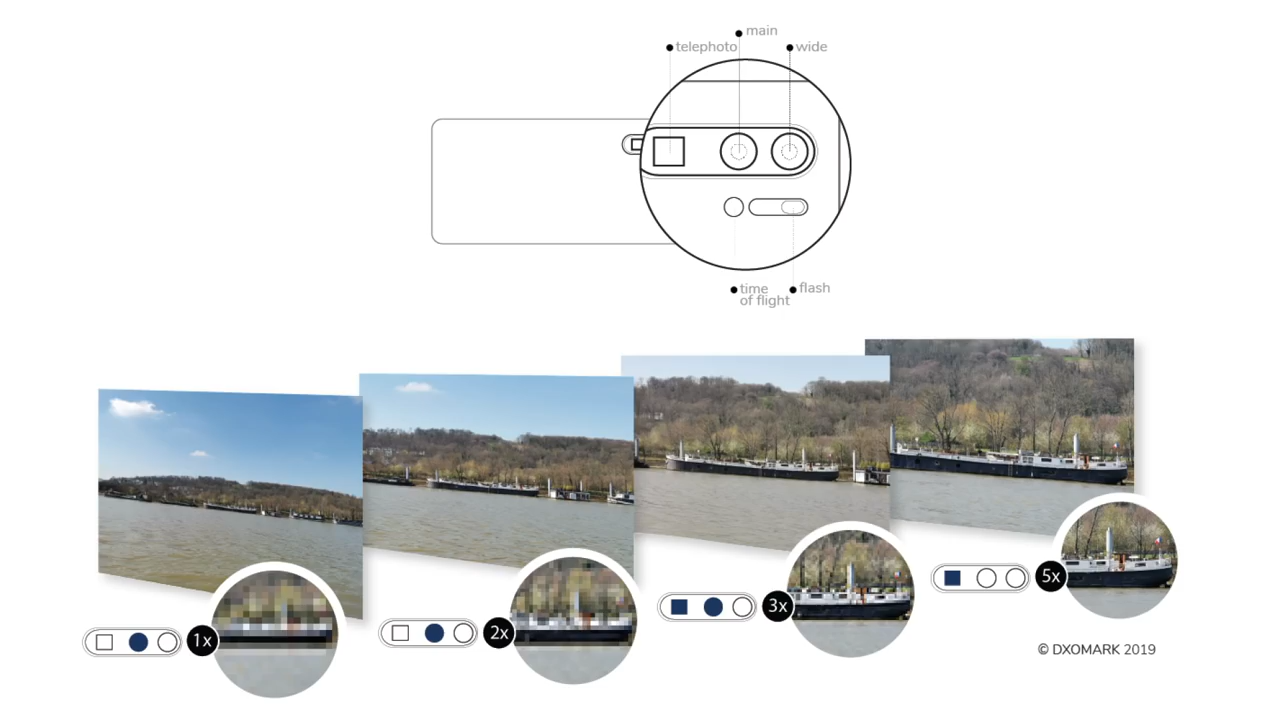 main
telephoto
wide
time
of flight
flash
1x
2x
3x
5x
© DXOMARK 2019